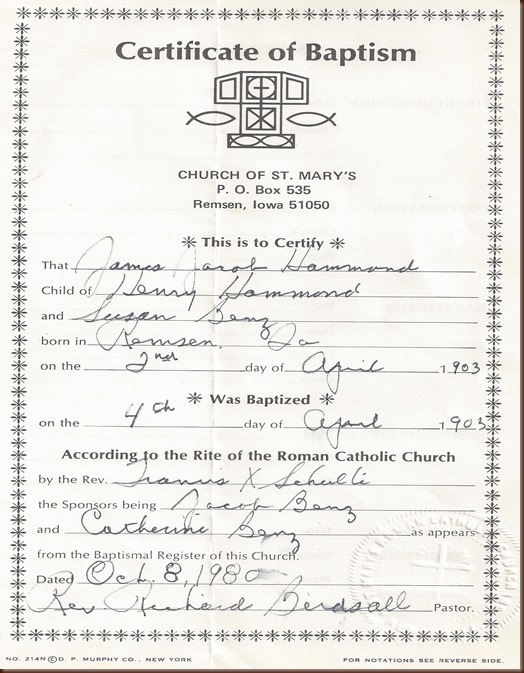 Certificate of Baptism
CHURCH OF ST. MARY'S
P. O. Box 535
Remsen, Iowa 51050
This is to Certify
That James Jacob Hammond
Child of Henry Hammond
and Susan Benz
born in Remsen, Ia
on the 2nd day of April 1903
Was Baptized
on the 4th day of April 1903
According to the Rite of the Roman Catholic Church
by the Rev. Francis X Schulte
the Sponsors being Jacob Benz
and Catherine Benz as appears
from the Baptismal Register of this Church.
Dated Oct. 8, 1980
Rev. Richard Birdsall Pastor.
NO. 214N © D. P. MURPHY CO., NEW YORK
FOR NOTATIONS SEE REVERSE SIDE.